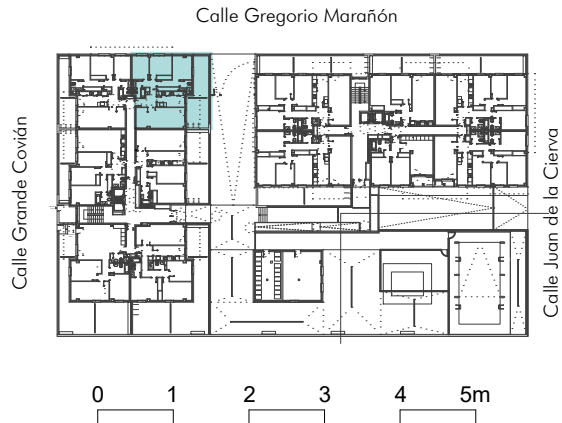 Calle Gregorio Marañón
Calle Grande Covián
Calle Juan de la Cierva
0 1 2 3 4 5m